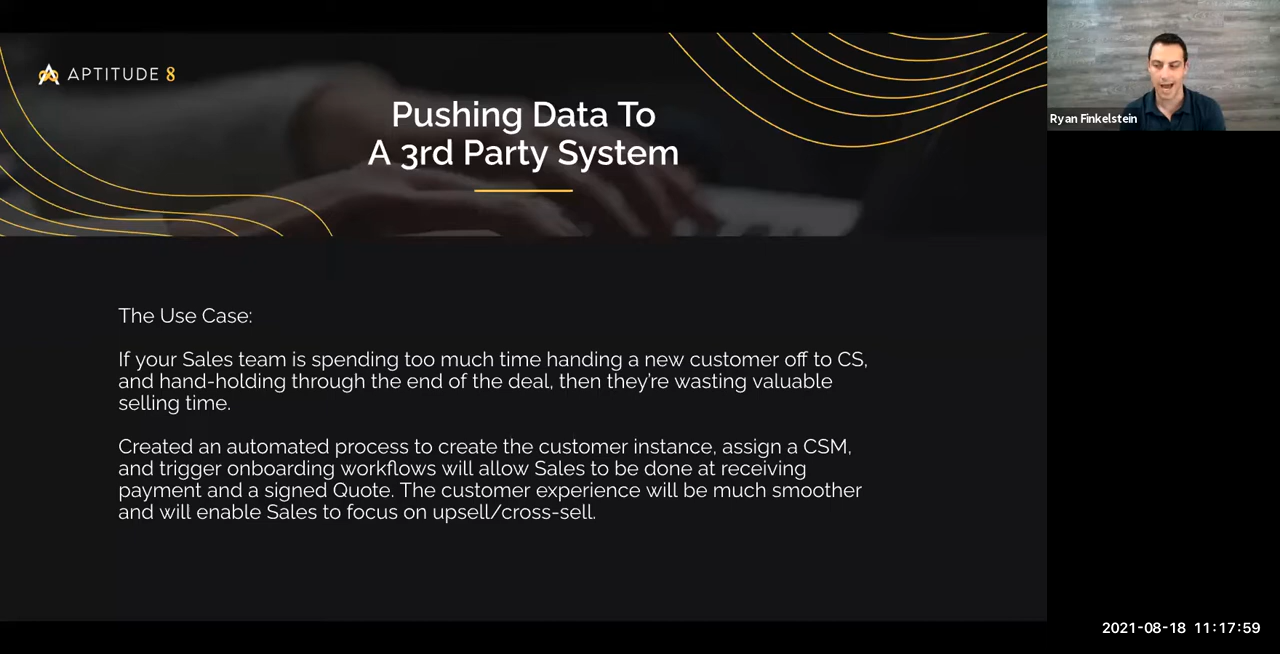 APTITUDE 8
Pushing Data To
A 3rd Party System
Ryan Finkelstein
The Use Case:
If your Sales team is spending too much time handing a new customer off to CS,
and hand-holding through the end of the deal, then they're wasting valuable
selling time.
Created an automated process to create the customer instance, assign a CSM,
and trigger onboarding workflows will allow Sales to be done at receiving
payment and a signed Quote. The customer experience will be much smoother
and will enable Sales to focus on upsell/cross-sell.
2021-08-18 11:17:59